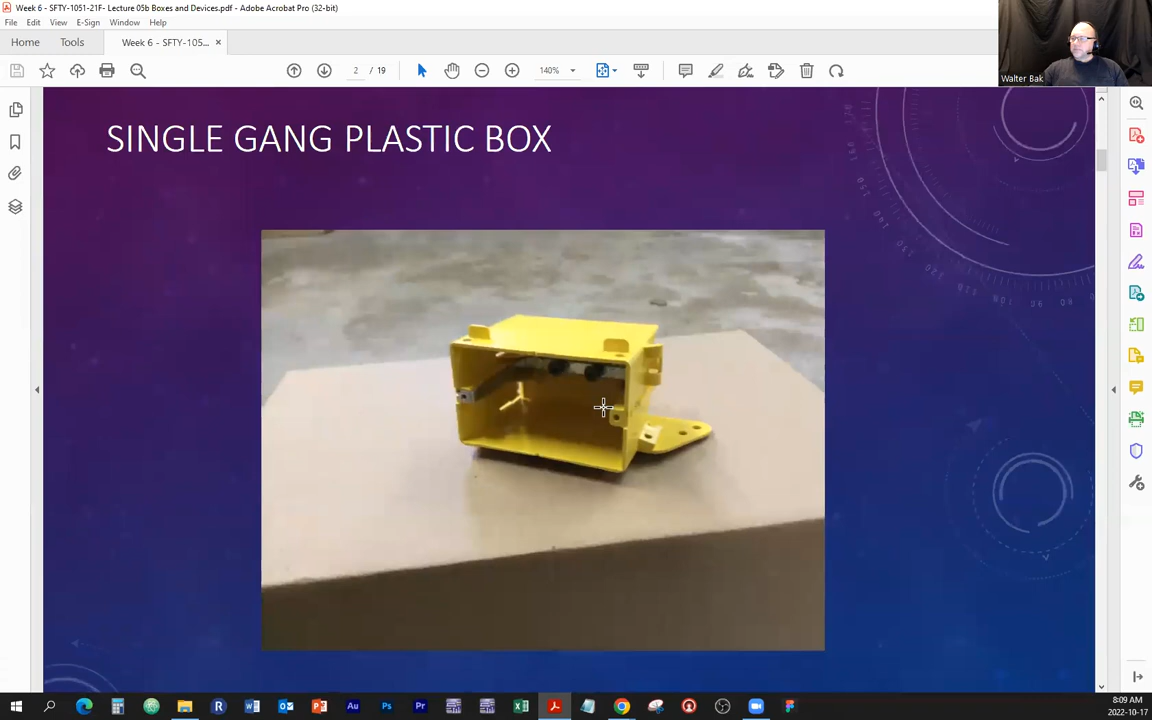 Week 6 - SFTY-1051-21F- Lecture 05b Boxes and Devices.pdf - Adobe Acrobat Pro (32-bit)
File Edit View E-Sign Window Help
Home Tools Week 6 - SFTY-105... ×
2 / 19 140%
Walter Bak
SINGLE GANG PLASTIC BOX
8:09 AM
2022-10-17